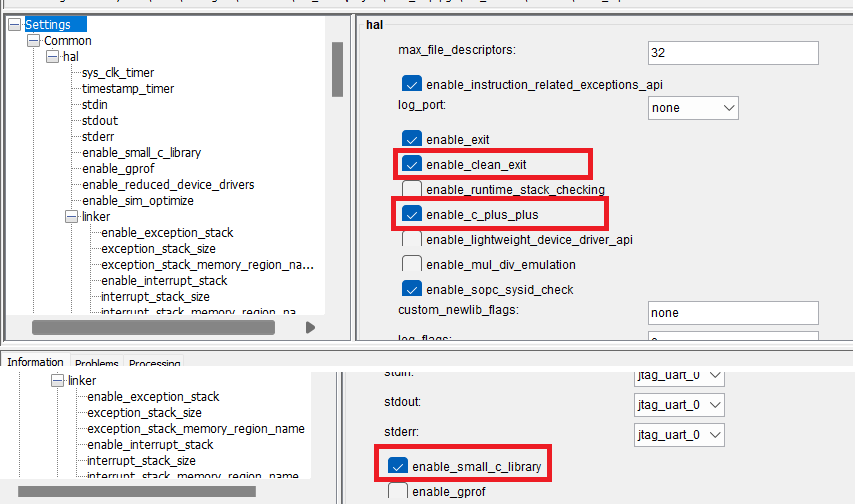 Settings
Common
hal
sys_clk_timer
timestamp_timer
stdin
stdout
stderr
enable_small_c_library
enable_gprof
enable_reduced_device_drivers
enable_sim_optimize
linker
enable_exception_stack
exception_stack_size
exception_stack_memory_region_na...
enable_interrupt_stack
interrupt_stack_size
interrupt_stack_memory_region_na
hal
max_file_descriptors:
32
enable_instruction_related_exceptions_api
log_port:
none
enable_exit
enable_clean_exit
enable_runtime_stack_checking
enable_c_plus_plus
enable_lightweight_device_driver_api
enable_mul_div_emulation
enable_sopc_sysid_check
custom_newlib_flags:
none
log_flags:
Information Problems Processing
linker
enable_exception_stack
exception_stack_size
exception_stack_memory_region_name
enable_interrupt_stack
interrupt_stack_size
interrupt_stack_memory_region_name
stdin:
jtag_uart_0
stdout:
jtag_uart_0
stderr:
jtag_uart_0
enable_small_c_library
enable_gprof